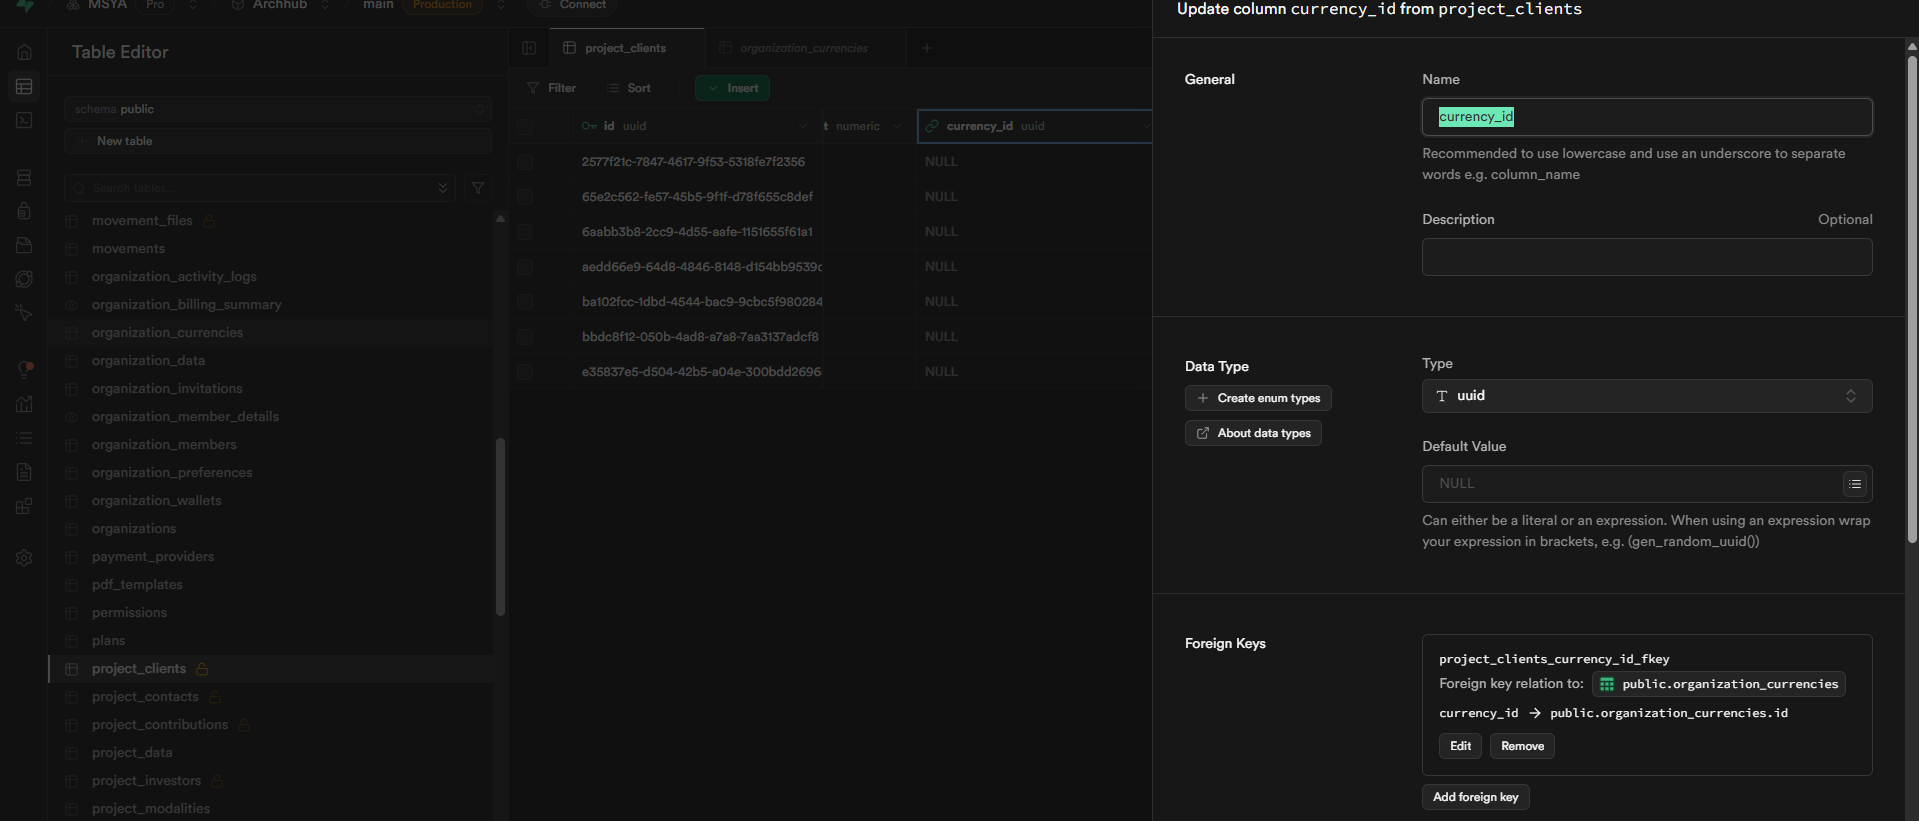 MSYA Pro Archhub main Production Connect
Table Editor
schema public
New table
Search tables...
movement_files
movements
organization_activity_logs
organization_billing_summary
organization_currencies
organization_data
organization_invitations
organization_member_details
organization_members
organization_preferences
organization_wallets
organizations
payment_providers
pdf_templates
permissions
plans
project_clients
project_contacts
project_contributions
project_data
project_investors
project_modalities
project_clients organization_currencies
Filter Sort Insert
id uuid t numeric currency_id uuid
2577f21c-7847-4617-9f53-5318fe7f2356 NULL
65e2c562-fe57-45b5-9f1f-d78f655c8def NULL
6aabb3b8-2cc9-4d55-aafe-1151655f61a1 NULL
aedd66e9-64d8-4846-8148-d154bb9539c NULL
ba102fcc-1dbd-4544-bac9-9cbc5f980284 NULL
bbdc8f12-050b-4ad8-a7a8-7aa3137adcf8 NULL
e35837e5-d504-42b5-a04e-300bdd2696 NULL
Update column currency_id from project_clients
General
Name
currency_id
Recommended to use lowercase and use an underscore to separate
words e.g. column_name
Description Optional
Data Type
Create enum types
About data types
Type
uuid
Default Value
NULL
Can either be a literal or an expression. When using an expression wrap
your expression in brackets, e.g. (gen_random_uuid())
Foreign Keys
project_clients_currency_id_fkey
Foreign key relation to: public.organization_currencies
currency_id → public.organization_currencies.id
Edit Remove
Add foreign key